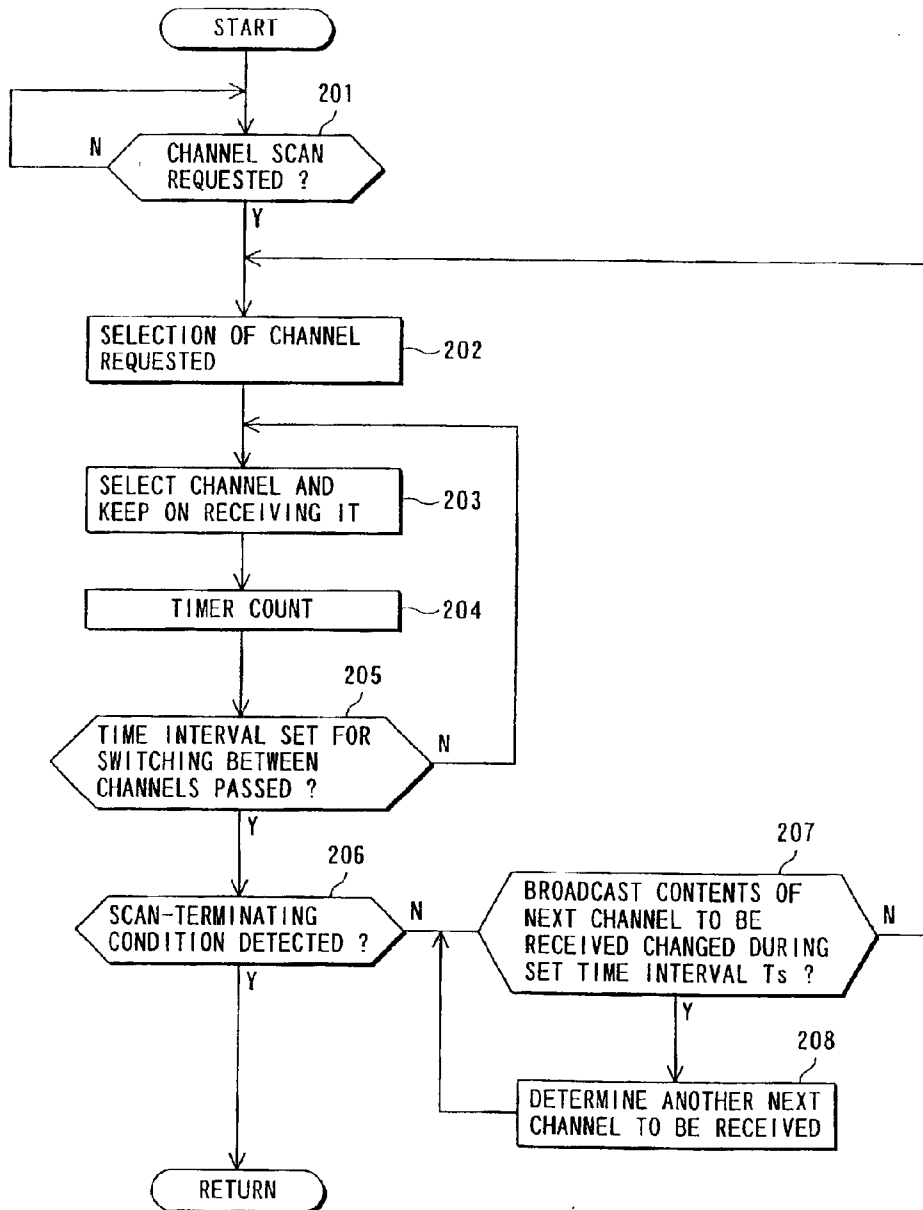 START
201
N
CHANNEL SCAN
REQUESTED ?
Y
SELECTION OF CHANNEL
REQUESTED
202
SELECT CHANNEL AND
KEEP ON RECEIVING IT
203
TIMER COUNT
204
205
TIME INTERVAL SET FOR
SWITCHING BETWEEN
CHANNELS PASSED ?
N
Y
206
SCAN-TERMINATING
CONDITION DETECTED ?
N
Y
207
BROADCAST CONTENTS OF
NEXT CHANNEL TO BE
RECEIVED CHANGED DURING
SET TIME INTERVAL Ts ?
N
Y
208
DETERMINE ANOTHER NEXT
CHANNEL TO BE RECEIVED
RETURN